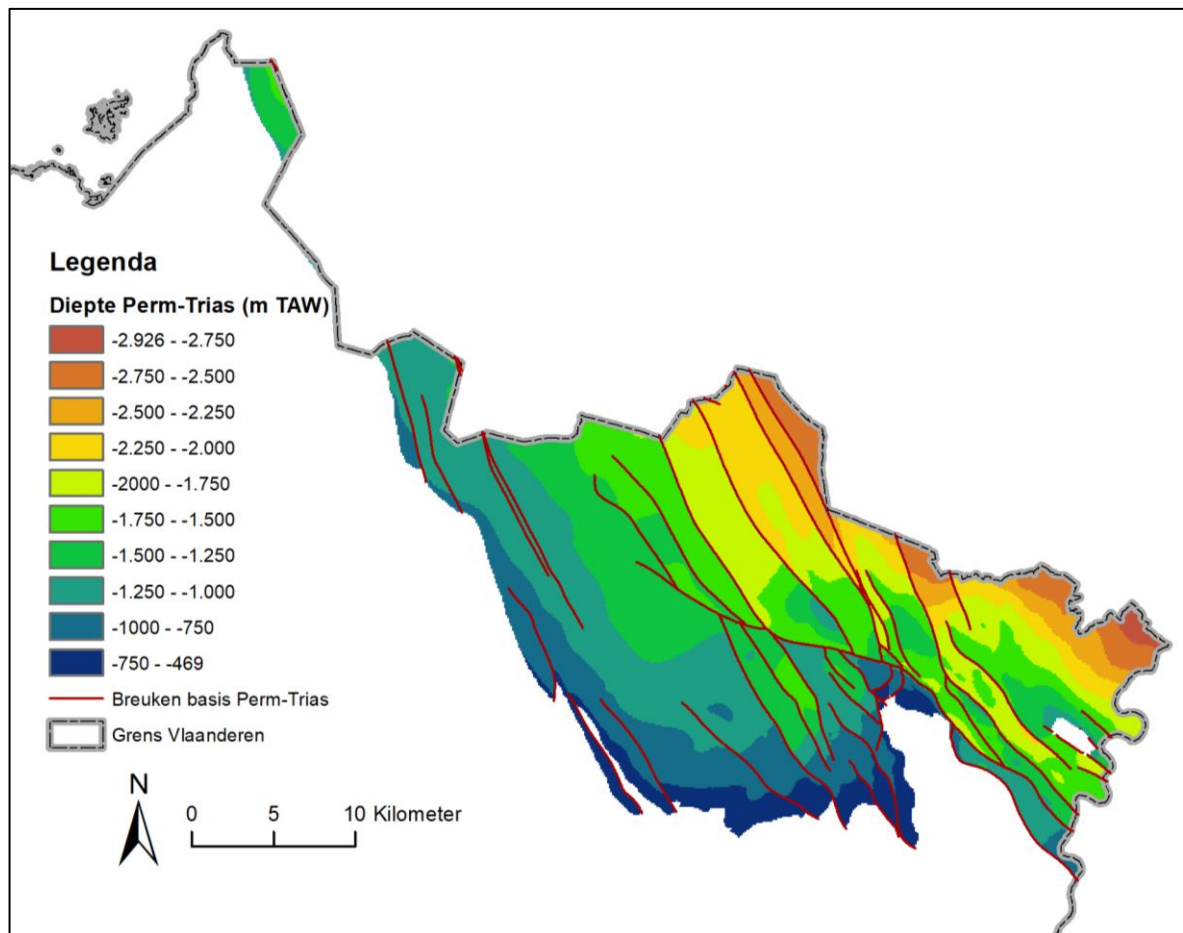 Legenda
Diepte Perm-Trias (m TAW)
-2.926 - -2.750
-2.750 - -2.500
-2.500 - -2.250
-2.250 - -2.000
-2000 - -1.750
-1.750 - -1.500
-1.500 - -1.250
-1.250 - -1.000
-1000 - -750
-750 - -469
Breuken basis Perm-Trias
Grens Vlaanderen
N
0 5 10 Kilometer